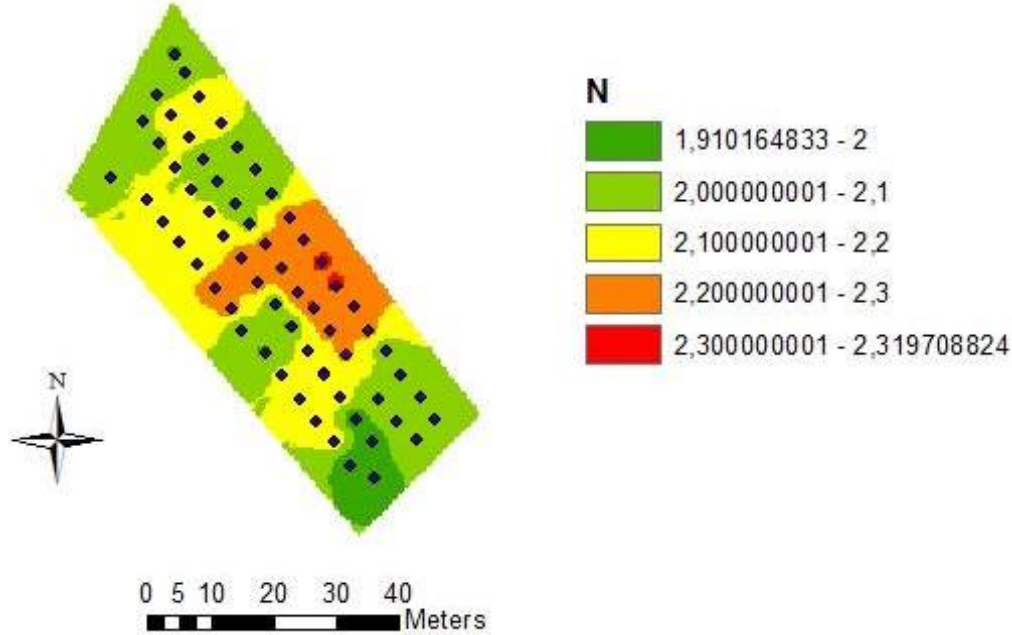 N
1,910164833 - 2
2,000000001 - 2,1
2,100000001 - 2,2
2,200000001 - 2,3
2,300000001 - 2,319708824
N
0 5 10 20 30 40
Meters